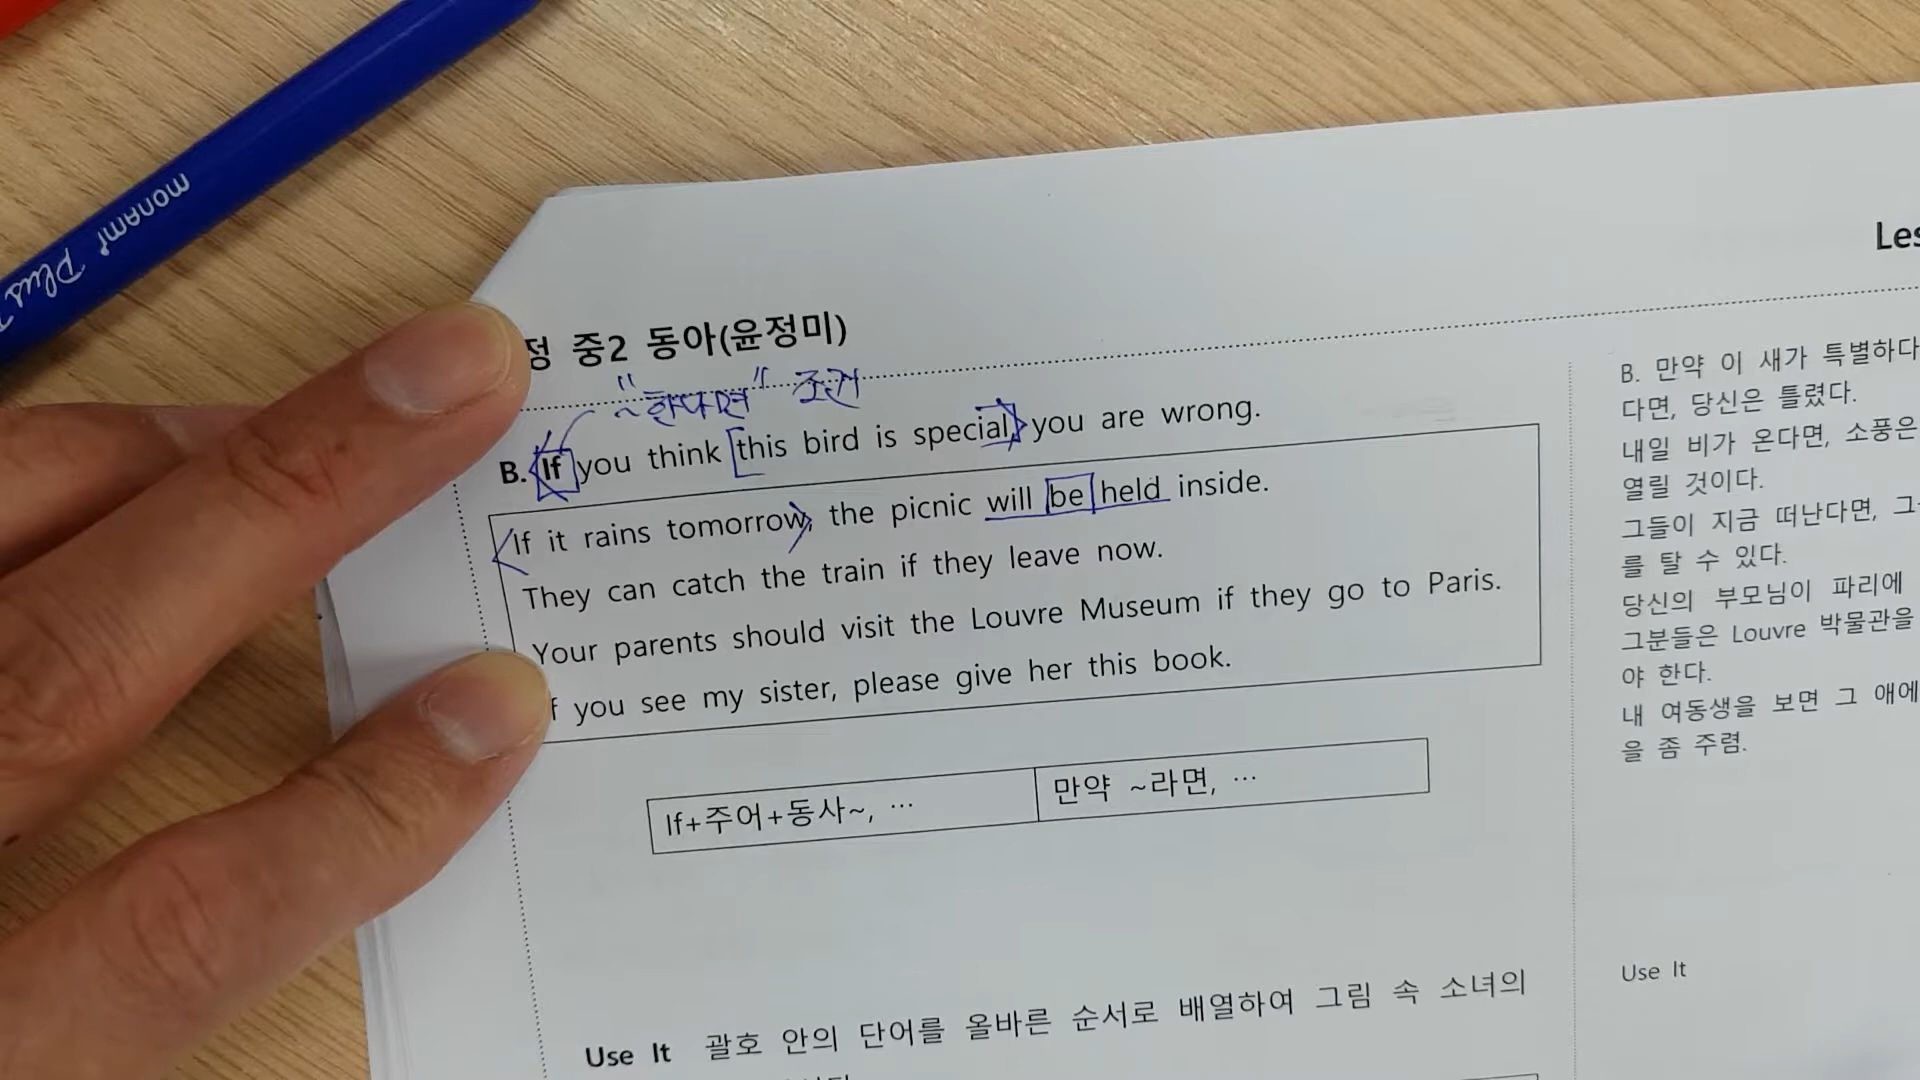 monami Plus
Les
정 중2 동아(윤정미)
"~하다면" 조건
B. If you think this bird is special, you are wrong.
If it rains tomorrow, the picnic will be held inside.
They can catch the train if they leave now.
Your parents should visit the Louvre Museum if they go to Paris.
f you see my sister, please give her this book.
If+주어+동사~, ··· 만약 ~라면, ···
Use It 괄호 안의 단어를 올바른 순서로 배열하여 그림 속 소녀의
B. 만약 이 새가 특별하다
다면, 당신은 틀렸다.
내일 비가 온다면, 소풍은
열릴 것이다.
그들이 지금 떠난다면, 그
를 탈 수 있다.
당신의 부모님이 파리에
그분들은 Louvre 박물관을
야 한다.
내 여동생을 보면 그 애에
을 좀 주렴.
Use It